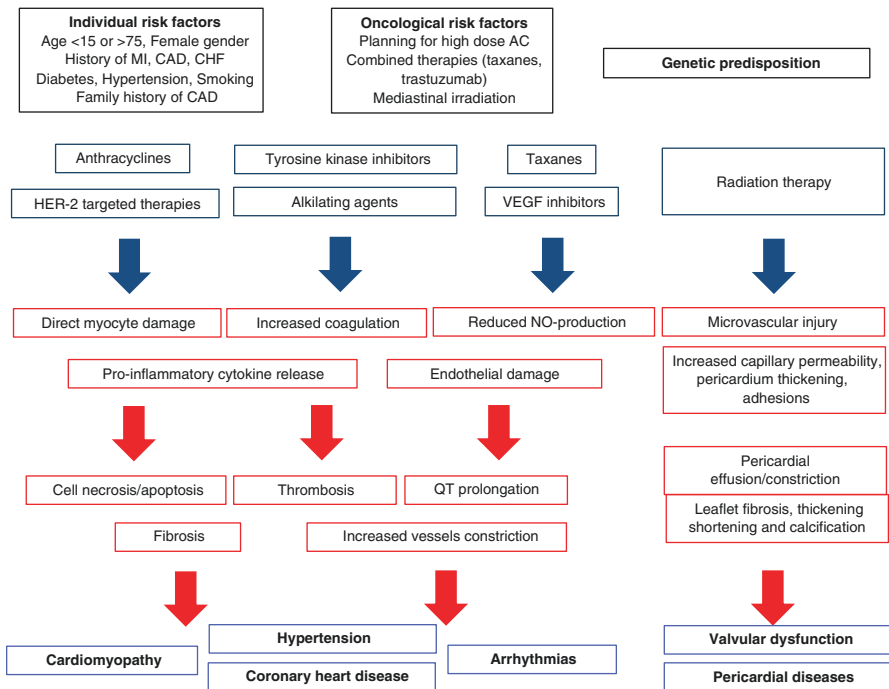 Individual risk factors
Age <15 or >75, Female gender
History of MI, CAD, CHF
Diabetes, Hypertension, Smoking
Family history of CAD
Oncological risk factors
Planning for high dose AC
Combined therapies (taxanes,
trastuzumab)
Mediastinal irradiation
Genetic predisposition
Anthracyclines
Tyrosine kinase inhibitors
Taxanes
Radiation therapy
HER-2 targeted therapies
Alkilating agents
VEGF inhibitors
Direct myocyte damage
Increased coagulation
Reduced NO-production
Microvascular injury
Pro-inflammatory cytokine release
Endothelial damage
Increased capillary permeability,
pericardium thickening,
adhesions
Cell necrosis/apoptosis
Thrombosis
QT prolongation
Pericardial
effusion/constriction
Fibrosis
Increased vessels constriction
Leaflet fibrosis, thickening
shortening and calcification
Cardiomyopathy
Hypertension
Coronary heart disease
Arrhythmias
Valvular dysfunction
Pericardial diseases